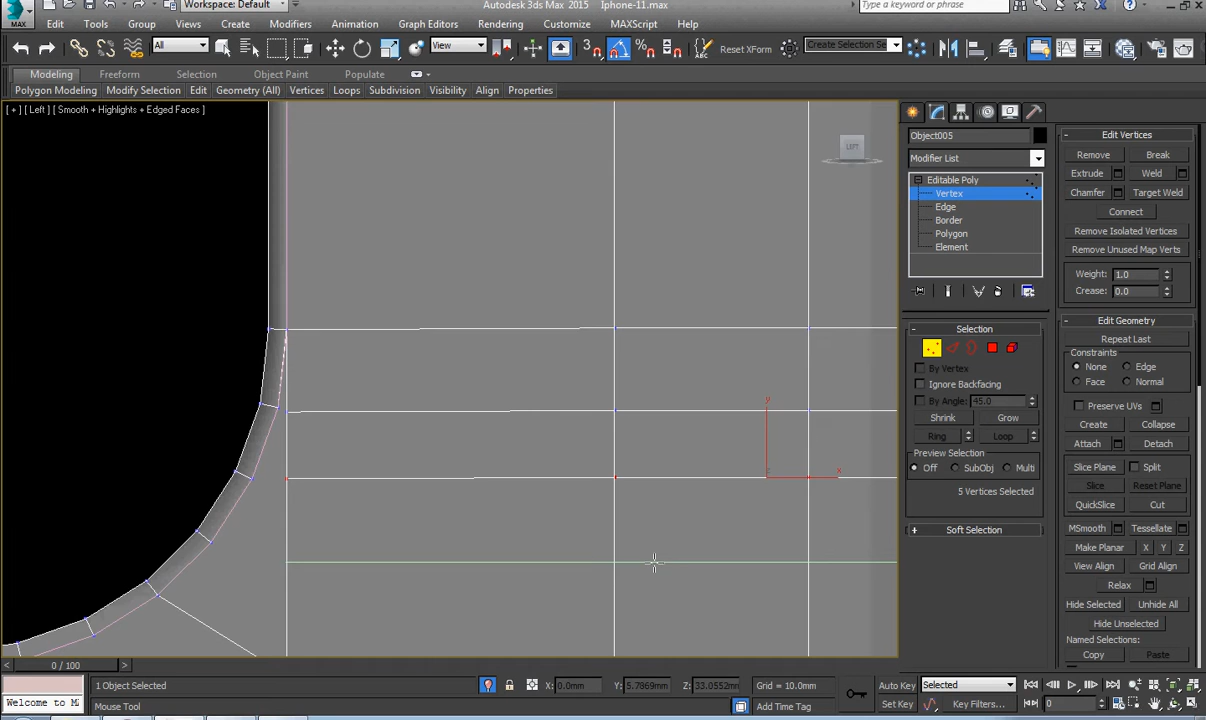 Workspace: Default
Autodesk 3ds Max 2015 Iphone-11.max
Type a keyword or phrase
MAX
Edit Tools Group Views Create Modifiers Animation Graph Editors Rendering Customize MAXScript Help
All
View
3
Reset XForm
Create Selection Se
Modeling Freeform Selection Object Paint Populate
Polygon Modeling Modify Selection Edit Geometry (All) Vertices Loops Subdivision Visibility Align Properties
[ + ] [ Left ] [ Smooth + Highlights + Edged Faces ]
LEFT
y
z
x
Object005
Modifier List
Editable Poly
Vertex
Edge
Border
Polygon
Element
- Selection
By Vertex
Ignore Backfacing
By Angle: 45.0
Shrink Grow
Ring Loop
Preview Selection
Off SubObj Multi
5 Vertices Selected
+ Soft Selection
- Edit Vertices
Remove Break
Extrude Weld
Chamfer Target Weld
Connect
Remove Isolated Vertices
Remove Unused Map Verts
Weight: 1.0
Crease: 0.0
- Edit Geometry
Repeat Last
Constraints
None Edge
Face Normal
Preserve UVs
Create Collapse
Attach Detach
Slice Plane Split
Slice Reset Plane
QuickSlice Cut
MSmooth Tessellate
Make Planar X Y Z
View Align Grid Align
Relax
Hide Selected Unhide All
Hide Unselected
Named Selections:
Copy Paste
< 0 / 100 >
1 Object Selected
X: 0.0mm Y: 5.7869mm Z: 33.0552mm Grid = 10.0mm
Auto Key Selected
Welcome to M
Mouse Tool
Add Time Tag
Set Key Key Filters...
0